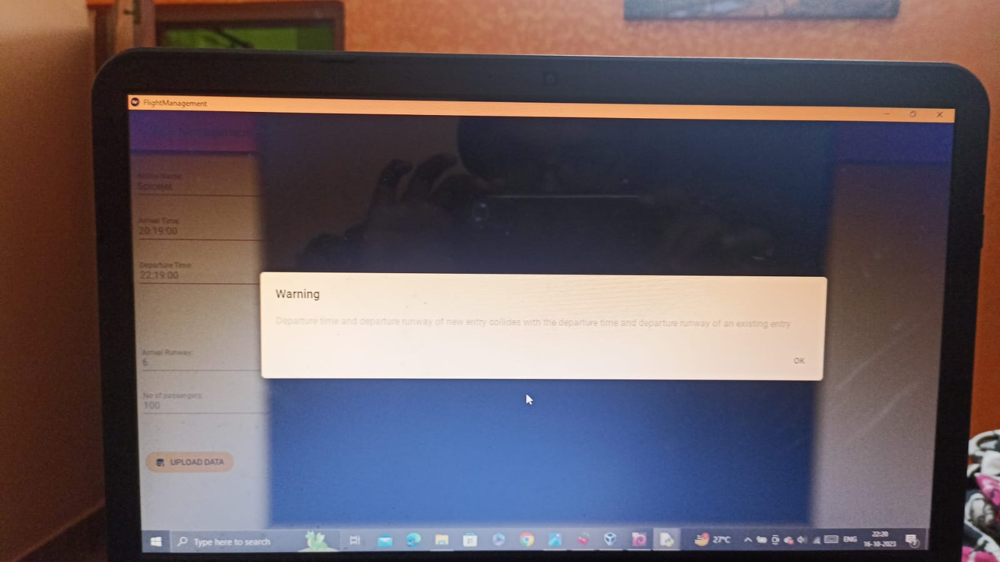 FlightManagement
Airline Name:
Spicejet
Arrival Time:
20:19:00
Departure Time:
22:19:00
Warning
Departure time and departure runway of new entry collides with the departure time and departure runway of an existing entry
OK
Arrival Runway:
6
No of passengers:
100
UPLOAD DATA
Type here to search
27°C
ENG
22:20
16-10-2023